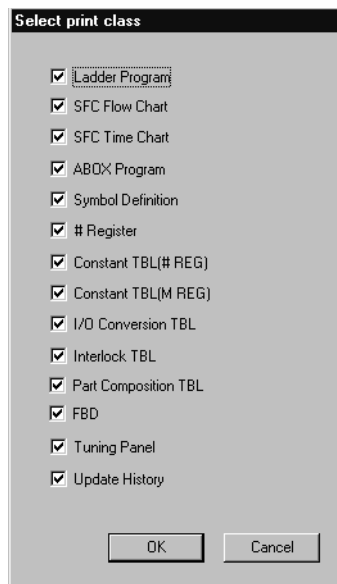 Select print class
Ladder Program
SFC Flow Chart
SFC Time Chart
ABOX Program
Symbol Definition
# Register
Constant TBL(# REG)
Constant TBL(M REG)
I/O Conversion TBL
Interlock TBL
Part Composition TBL
FBD
Tuning Panel
Update History
OK Cancel